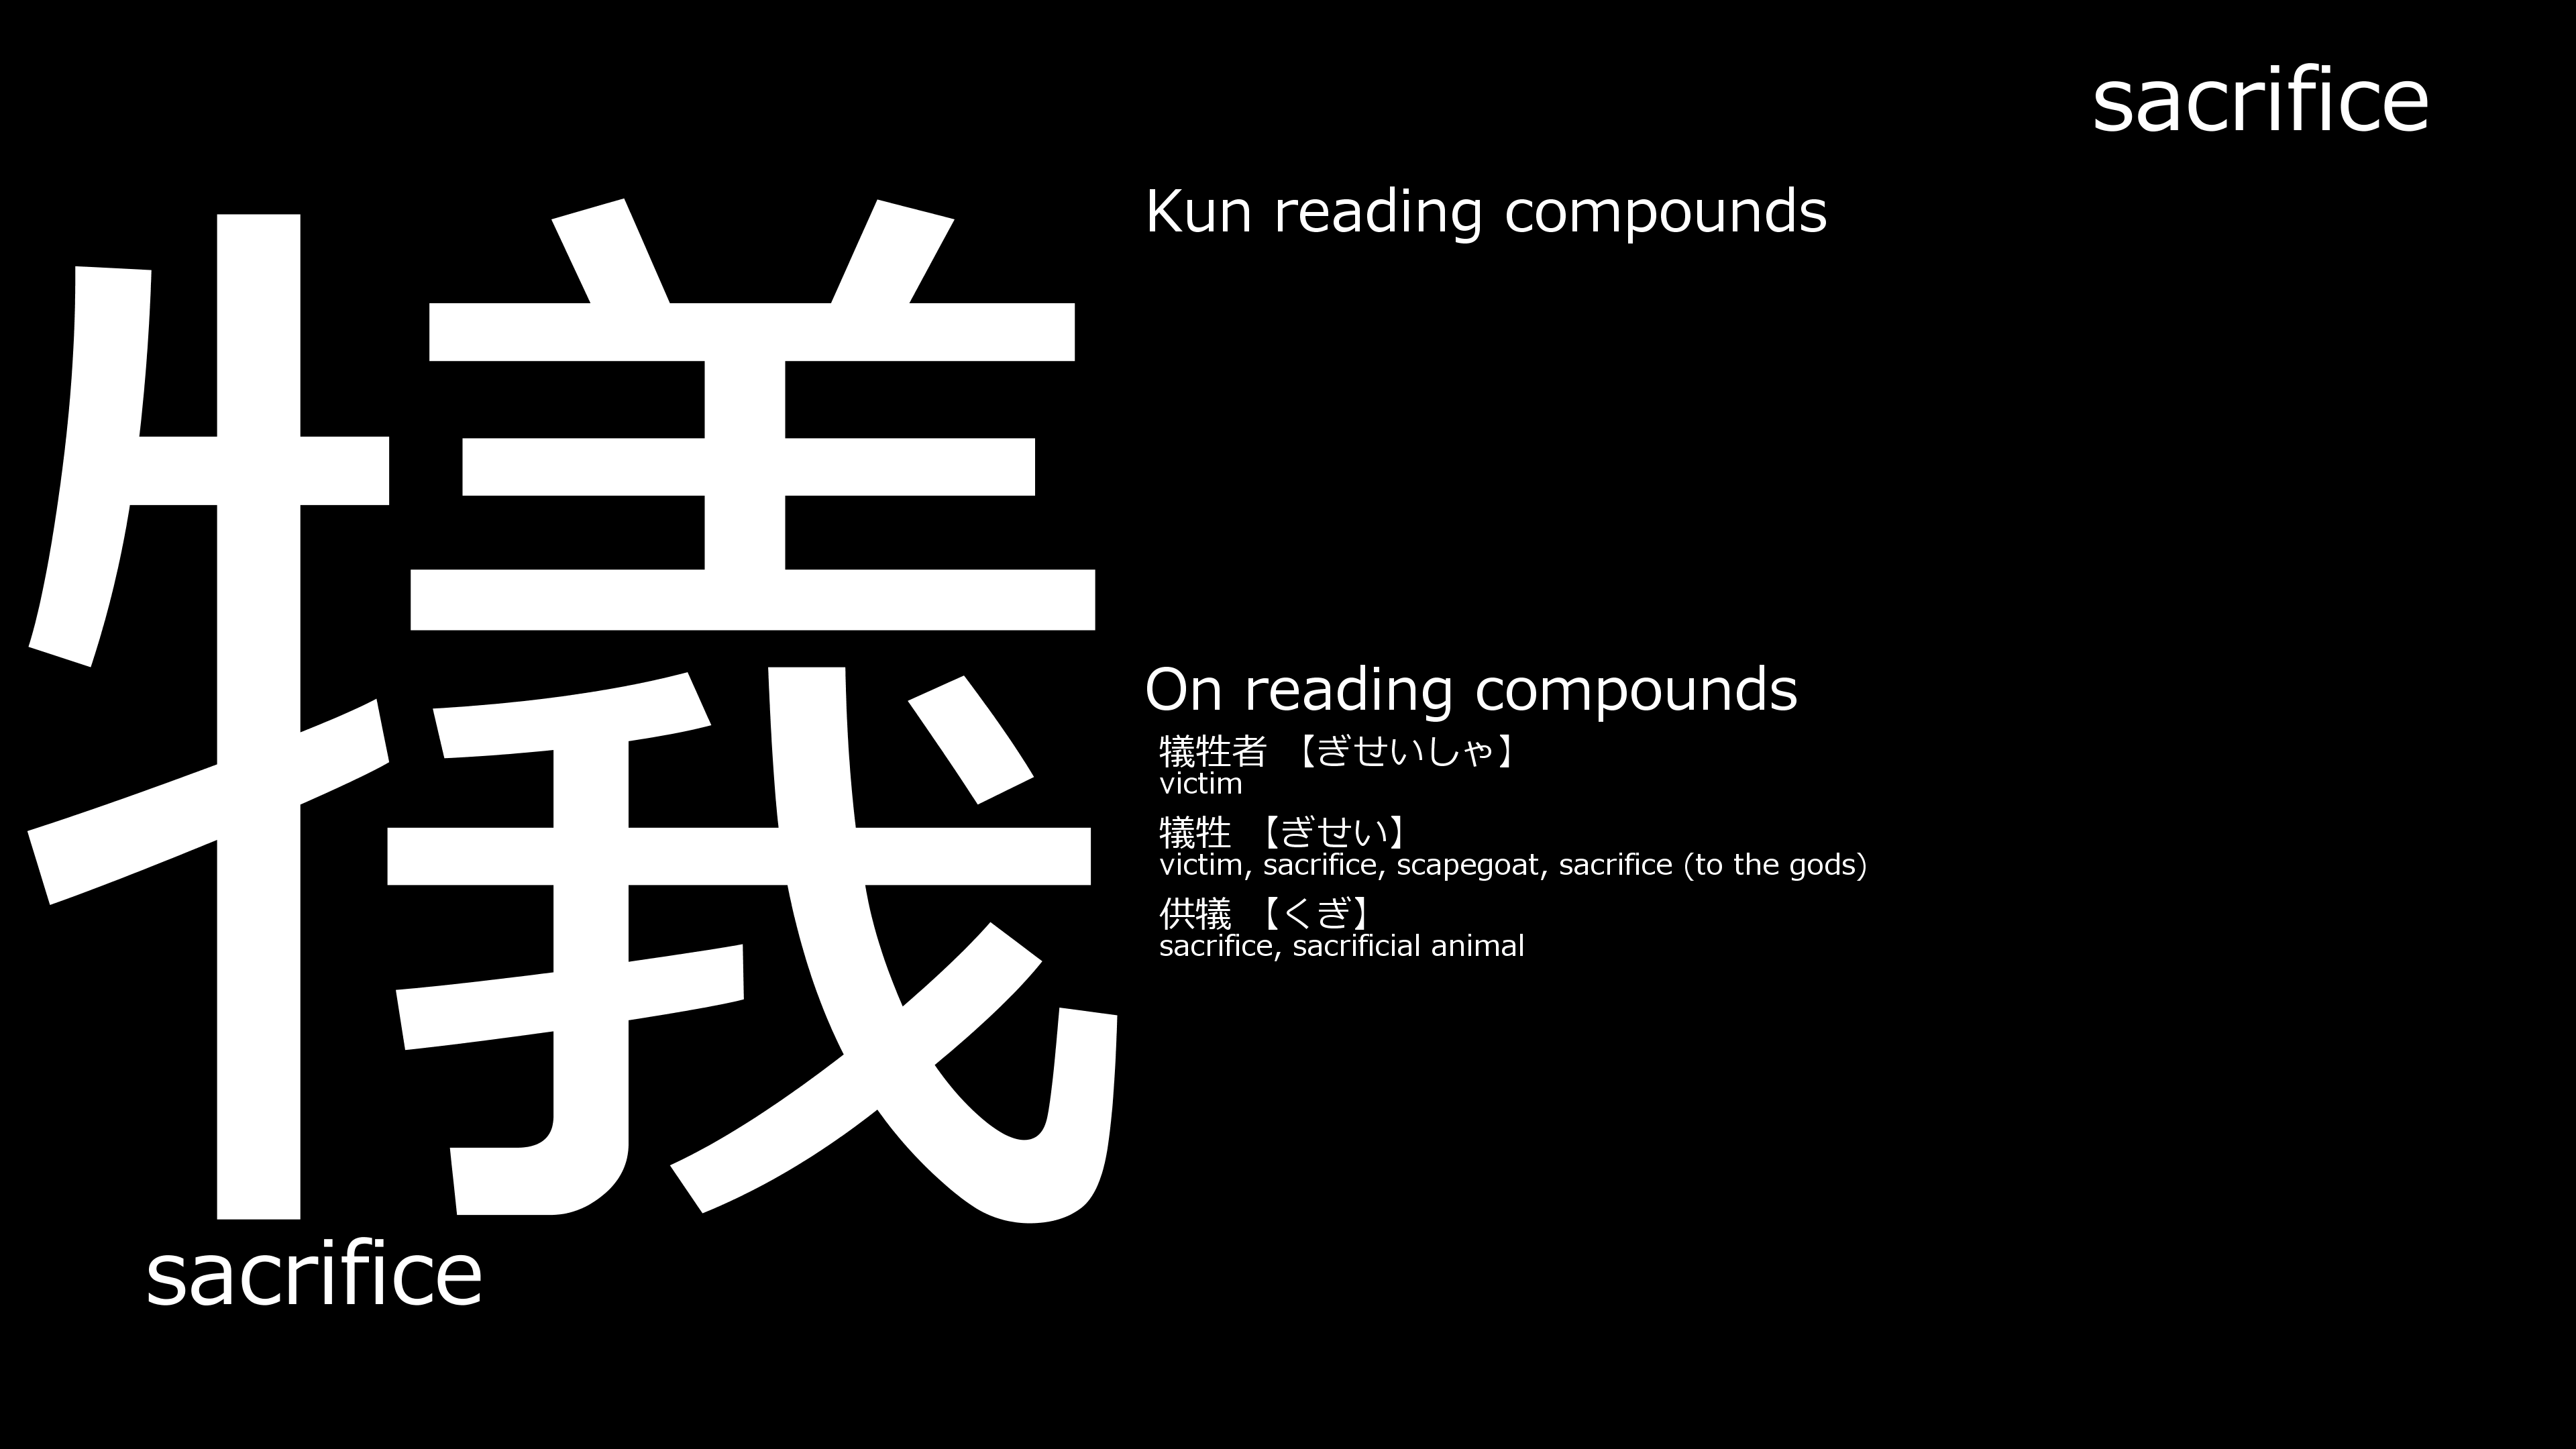 sacrifice
犠
sacrifice
Kun reading compounds
On reading compounds
犠牲者 【ぎせいしゃ】
victim
犠牲 【ぎせい】
victim, sacrifice, scapegoat, sacrifice (to the gods)
供犠 【くぎ】
sacrifice, sacrificial animal